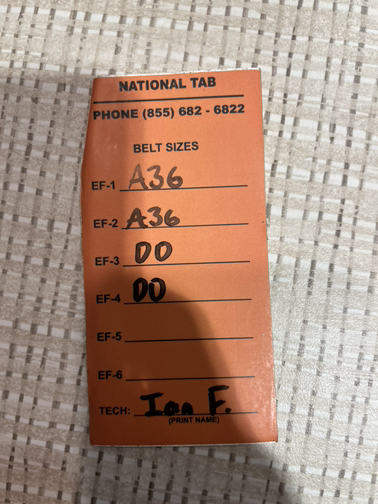 NATIONAL TAB
PHONE (855) 682 - 6822
BELT SIZES
EF-1 A36
EF-2 A36
EF-3 DD
EF-4 DD
EF-5
EF-6
TECH: Ian F.
(PRINT NAME)